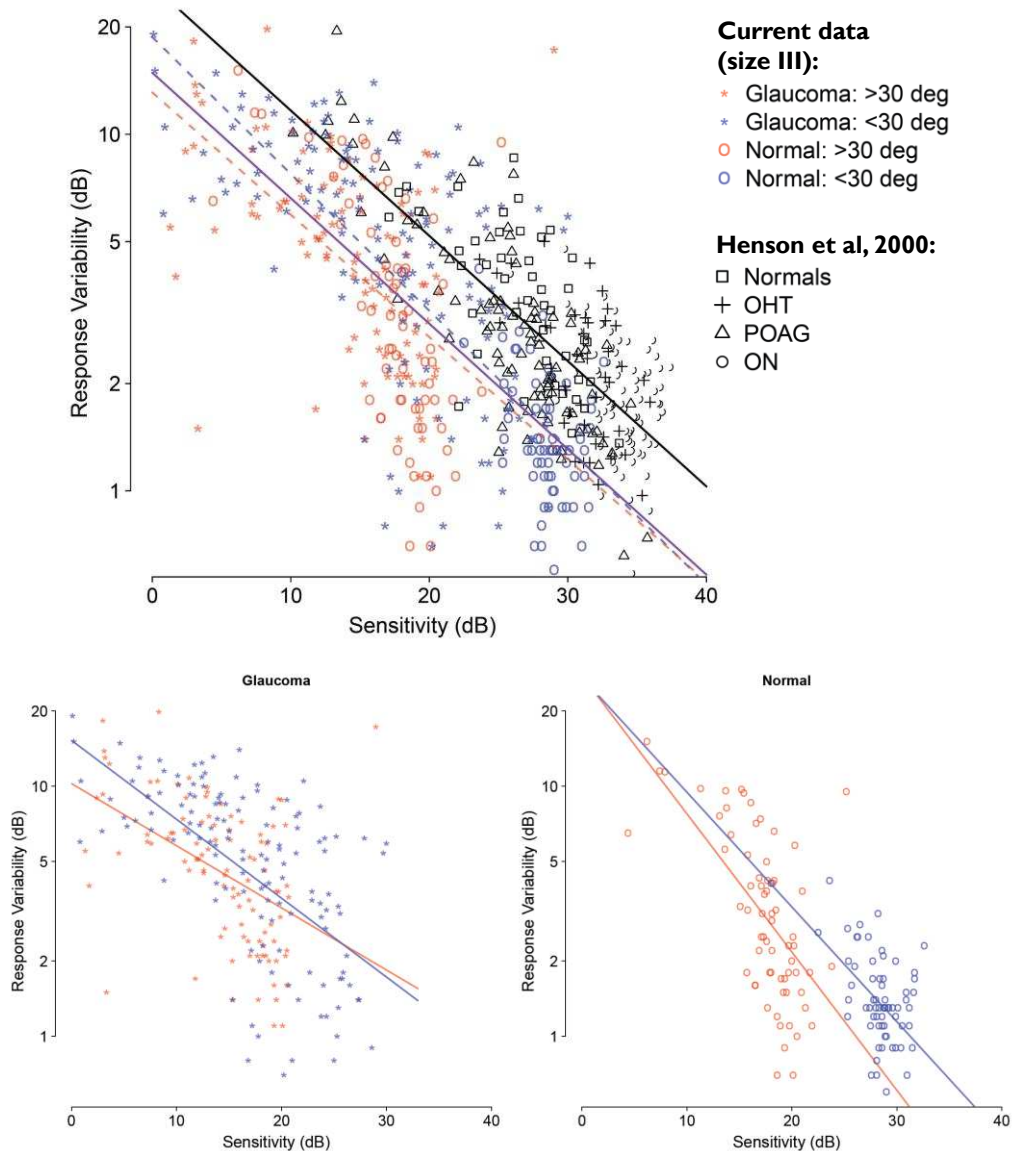 20
10
5
2
1
0 10 20 30 40
Response Variability (dB)
Sensitivity (dB)
Current data
(size III):
Glaucoma: >30 deg
Glaucoma: <30 deg
Normal: >30 deg
Normal: <30 deg
Henson et al, 2000:
Normals
OHT
POAG
ON
Glaucoma
20
10
5
2
1
0 10 20 30 40
Response Variability (dB)
Sensitivity (dB)
Normal
20
10
5
2
1
0 10 20 30 40
Response Variability (dB)
Sensitivity (dB)